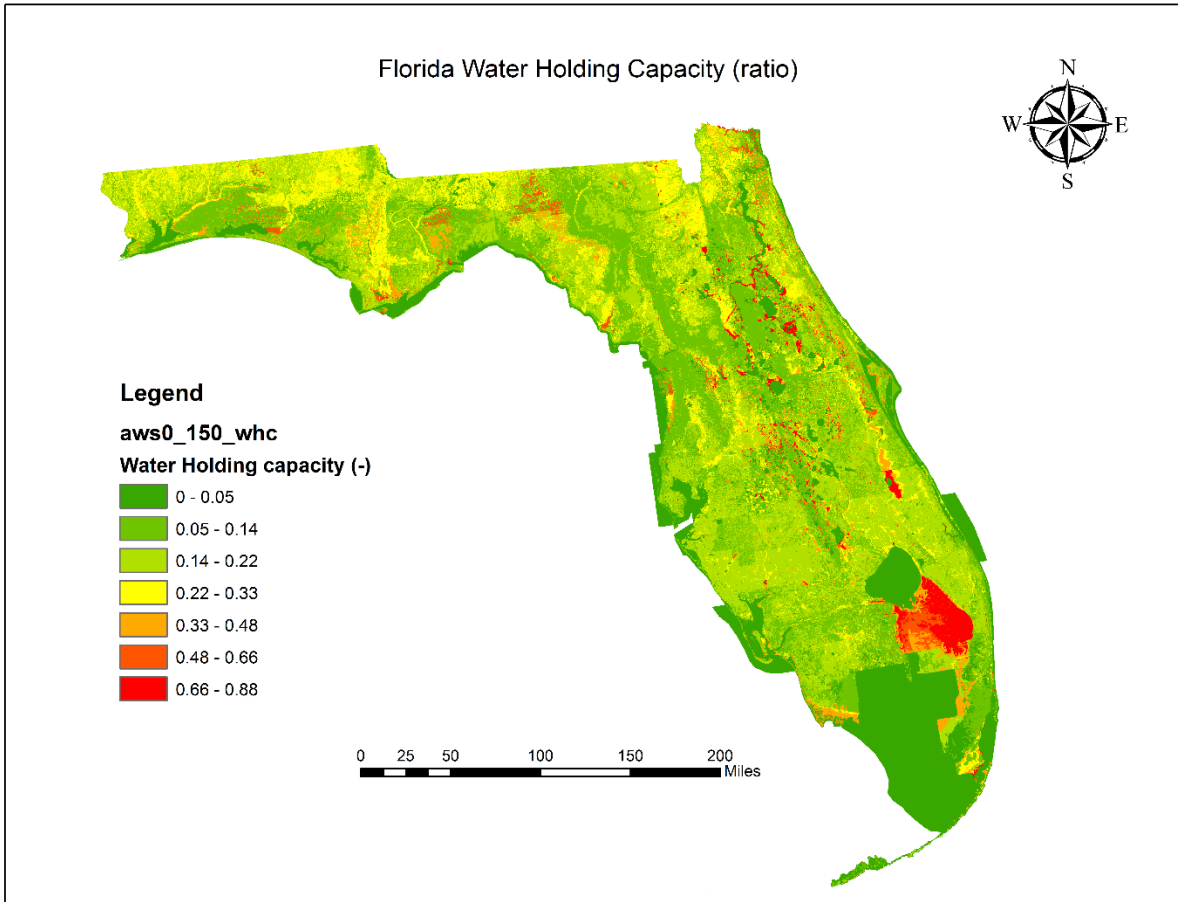 Florida Water Holding Capacity (ratio)
N
W E
S
Legend
aws0_150_whc
Water Holding capacity (-)
0 - 0.05
0.05 - 0.14
0.14 - 0.22
0.22 - 0.33
0.33 - 0.48
0.48 - 0.66
0.66 - 0.88
0 25 50 100 150 200
Miles